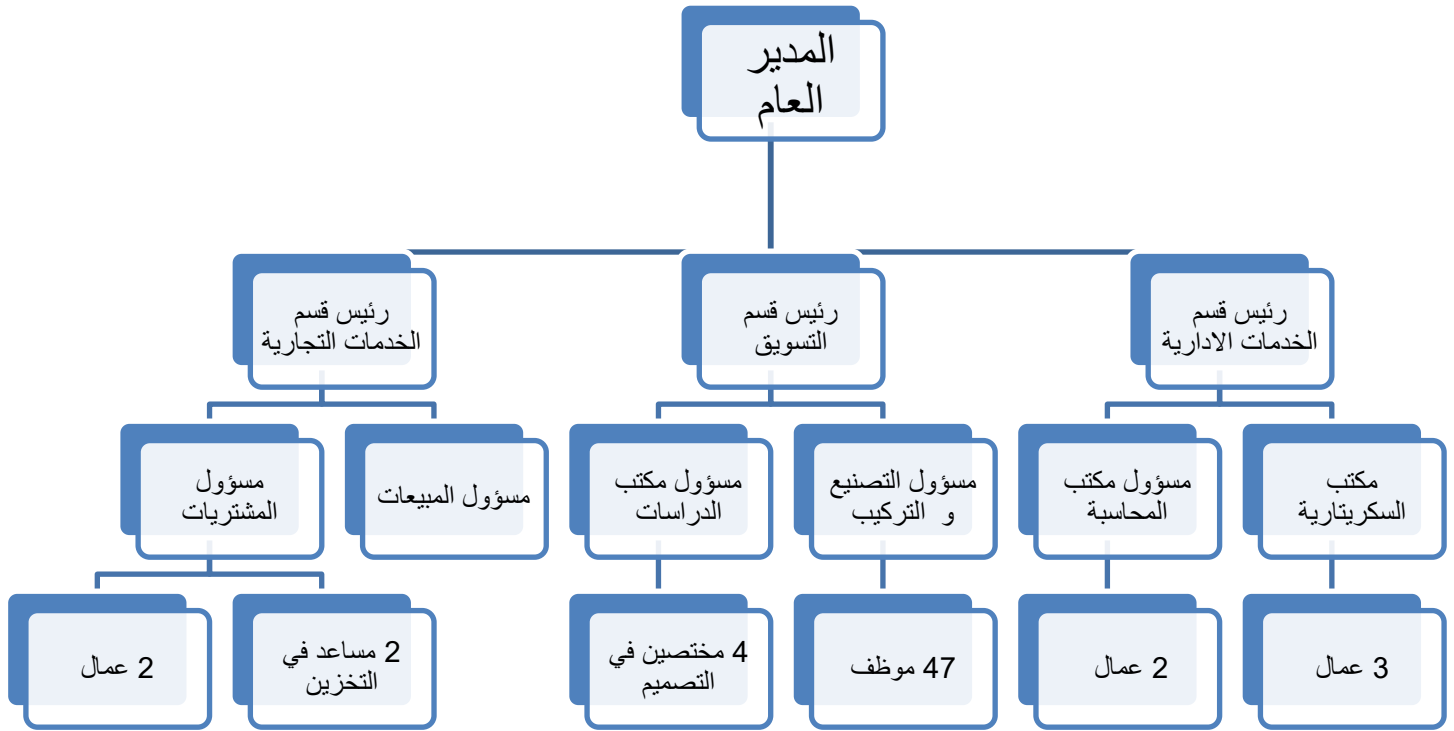 المدير
العام
رئيس قسم
الخدمات الادارية
رئيس قسم
التسويق
رئيس قسم
الخدمات التجارية
مكتب
السكريتارية
مسؤول مكتب
المحاسبة
مسؤول التصنيع
و التركيب
مسؤول مكتب
الدراسات
مسؤول المبيعات
مسؤول
المشتريات
3 عمال
2 عمال
47 موظف
4 مختصين في
التصميم
2 مساعد في
التخزين
2 عمال